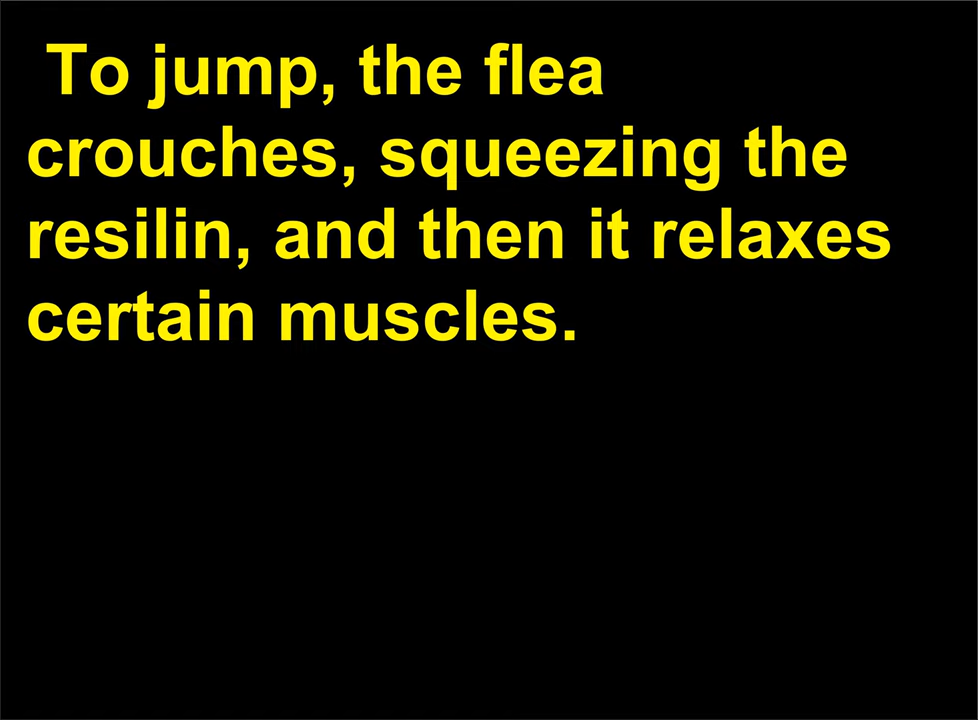 To jump, the flea
crouches, squeezing the
resilin, and then it relaxes
certain muscles.